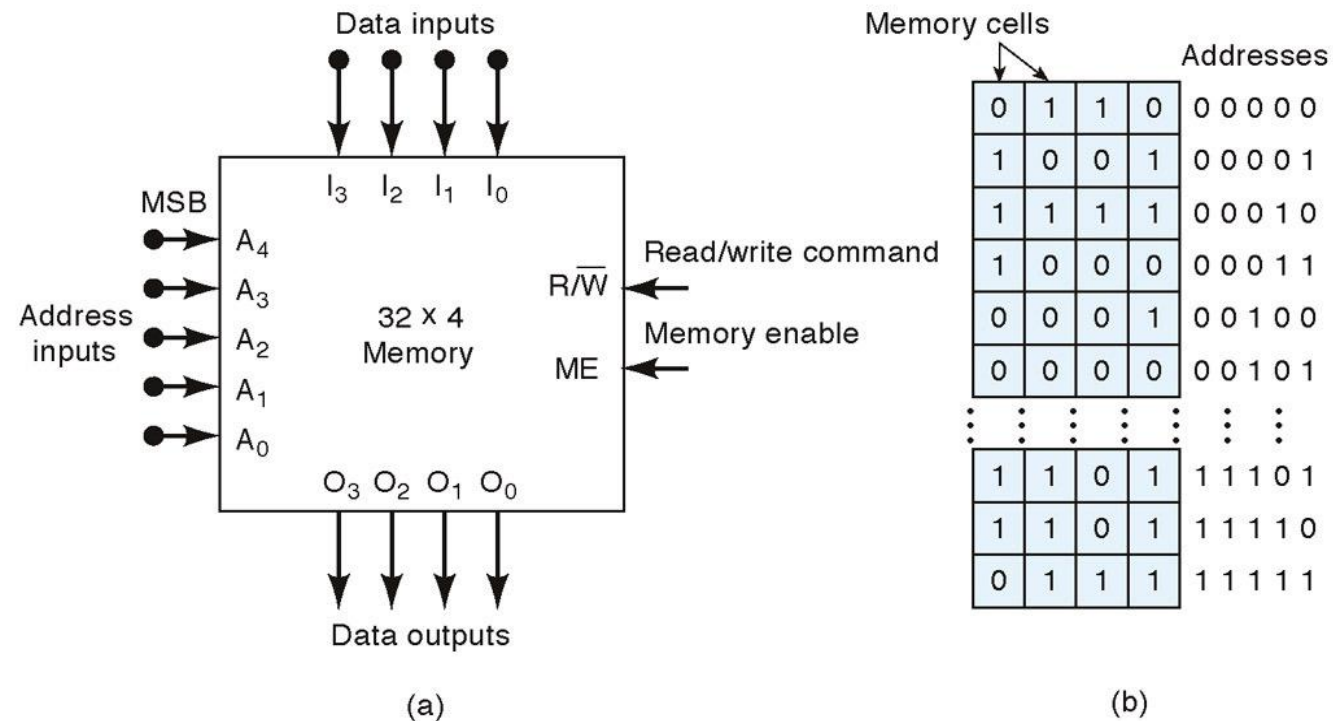 Data inputs
I₃ I₂ I₁ I₀
MSB
A₄
A₃
A₂
A₁
A₀
Address
inputs
32 x 4
Memory
Read/write command
R/W̅
Memory enable
ME
O₃ O₂ O₁ O₀
Data outputs
(a)
Memory cells
Addresses
0 1 1 0 0 0 0 0 0
1 0 0 1 0 0 0 0 1
1 1 1 1 0 0 0 1 0
1 0 0 0 0 0 0 1 1
0 0 0 1 0 0 1 0 0
0 0 0 0 0 0 1 0 1
1 1 0 1 1 1 1 0 1
1 1 0 1 1 1 1 1 0
0 1 1 1 1 1 1 1 1
(b)